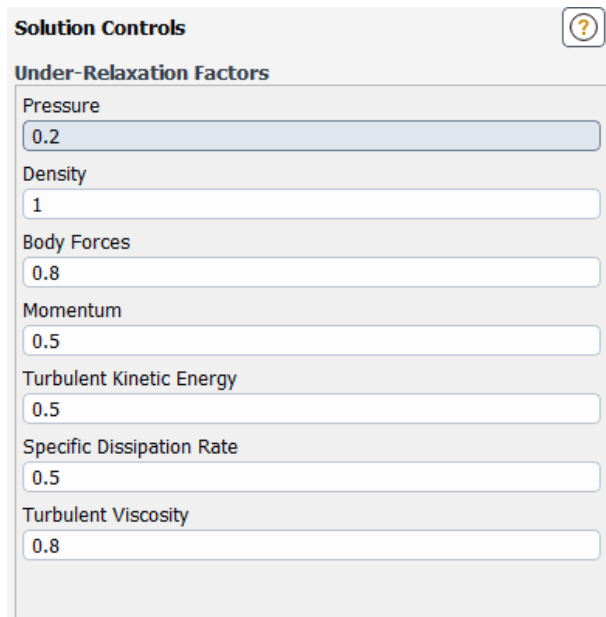 Solution Controls
?
Under-Relaxation Factors
Pressure
0.2
Density
1
Body Forces
0.8
Momentum
0.5
Turbulent Kinetic Energy
0.5
Specific Dissipation Rate
0.5
Turbulent Viscosity
0.8